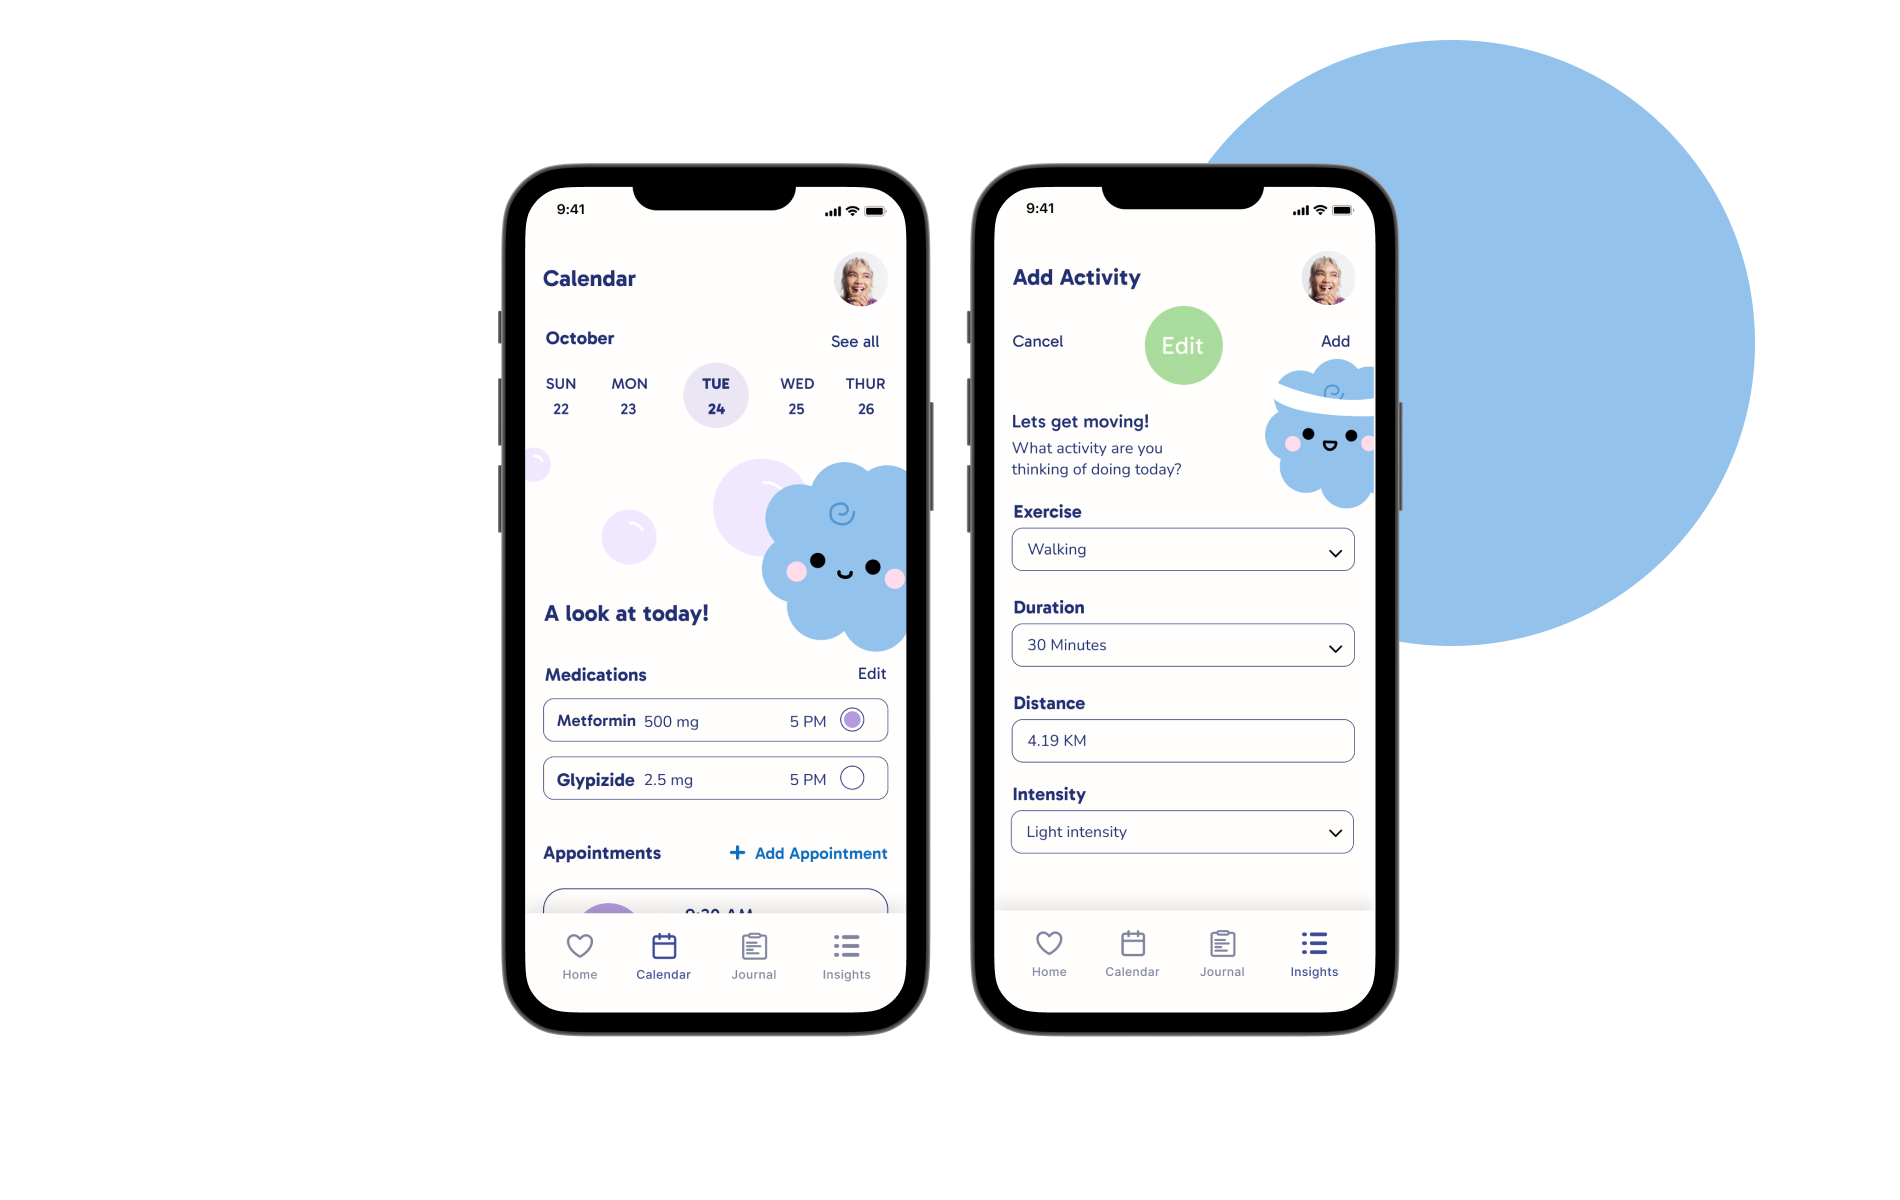 9:41
Calendar
October
See all
SUN MON TUE WED THUR
22 23 24 25 26
A look at today!
Medications
Edit
Metformin 500 mg 5 PM
Glypizide 2.5 mg 5 PM
Appointments
+ Add Appointment
9:30 AM
Home Calendar Journal Insights
9:41
Add Activity
Cancel
Edit
Add
Lets get moving!
What activity are you
thinking of doing today?
Exercise
Walking
Duration
30 Minutes
Distance
4.19 KM
Intensity
Light intensity
Home Calendar Journal Insights